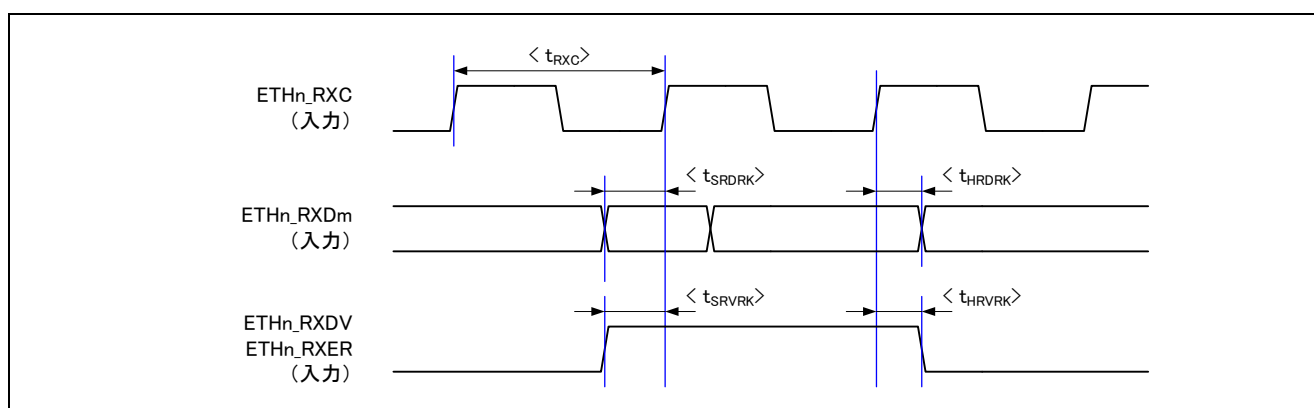 < tRXC>
ETHn_RXC
(入力)
< tSRDRK>
< tHRDRK>
ETHn_RXDm
(入力)
< tSRVRK>
< tHRVRK>
ETHn_RXDV
ETHn_RXER
(入力)